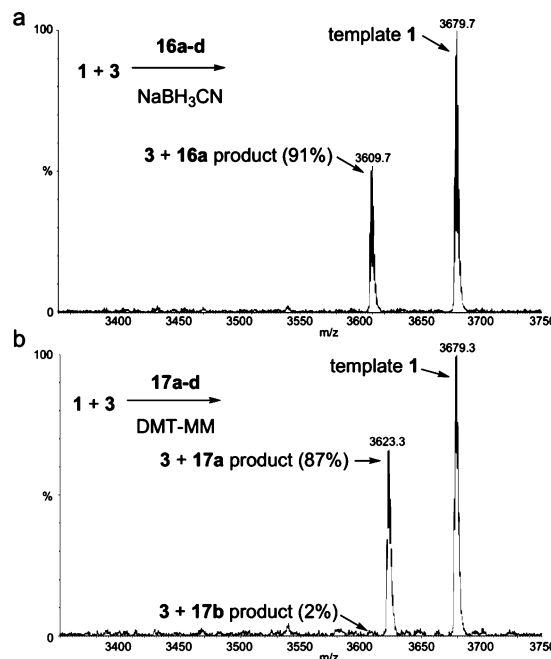 a
100
3679.7
template 1
16a-d
1 + 3
NaBH3CN
3 + 16a product (91%)
3609.7
%
0
3400 3450 3500 3550 3600 3650 3700 3750
m/z
b
100
3679.3
template 1
17a-d
1 + 3
DMT-MM
3623.3
3 + 17a product (87%)
%
3 + 17b product (2%)
0
3400 3450 3500 3550 3600 3650 3700 3750
m/z